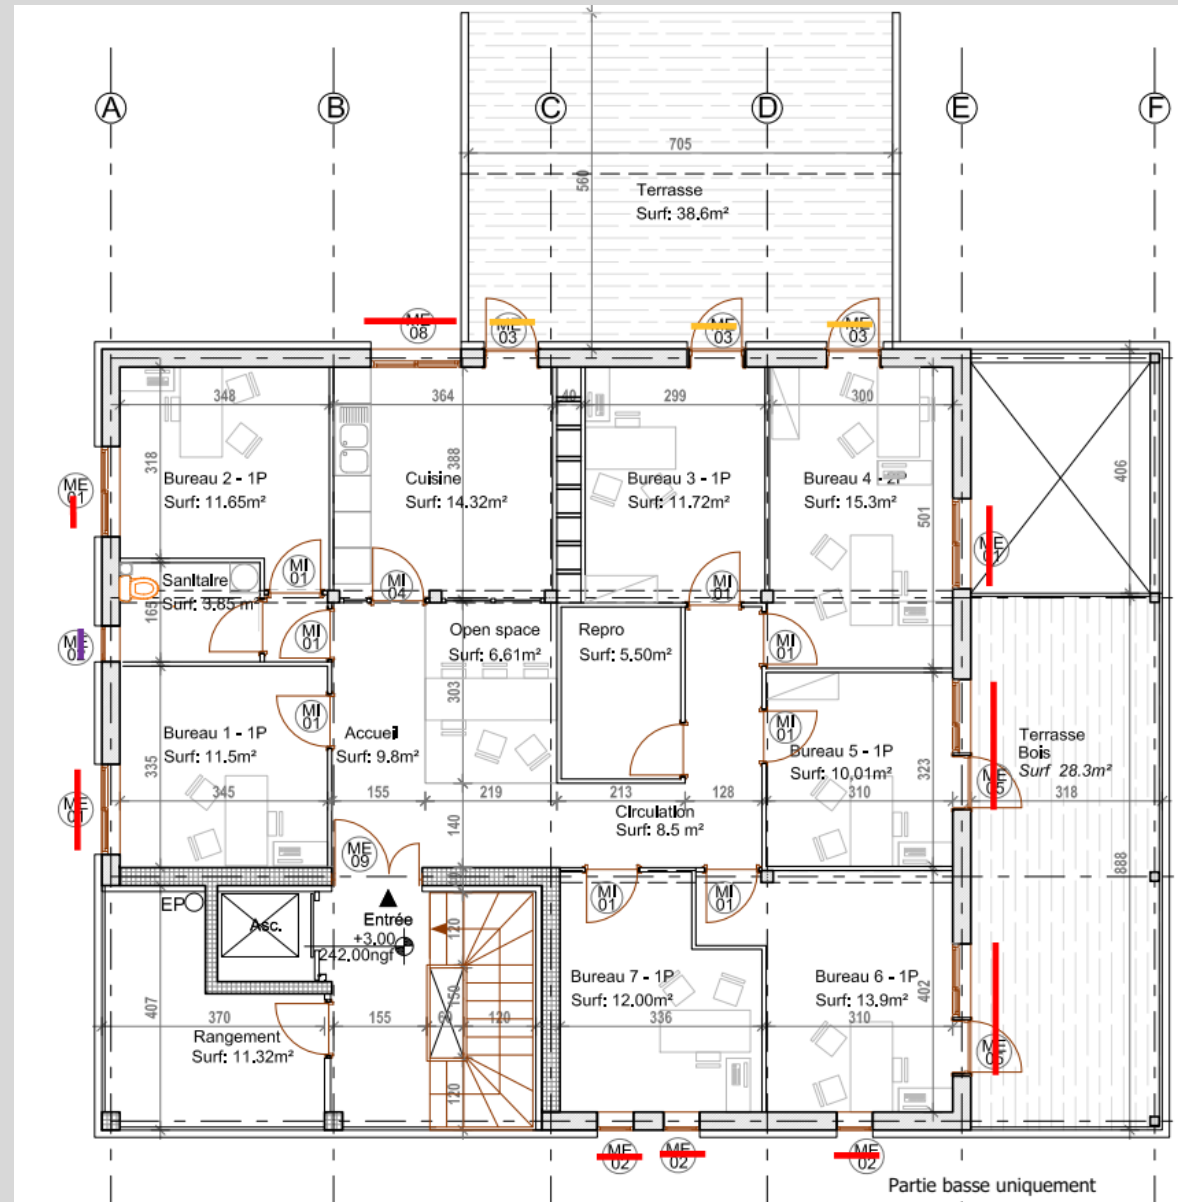 A
B
C
D
E
F
705
560
Terrasse
Surf: 38.6m²
ME
08
ME
03
ME
03
ME
03
348
364
40
299
300
318
388
406
501
ME
01
Bureau 2 - 1P
Surf: 11.65m²
Cuisine
Surf: 14.32m²
Bureau 3 - 1P
Surf: 11.72m²
Bureau 4 - 2P
Surf: 15.3m²
ME
01
MI
01
MI
04
MI
01
Sanitaire
Surf: 3.85 m²
165
ME
MI
01
Open space
Surf: 6.61m²
Repro
Surf: 5.50m²
MI
01
303
MI
01
MI
01
Bureau 1 - 1P
Surf: 11.5m²
Accueil
Surf: 9.8m²
Bureau 5 - 1P
Surf: 10.01m²
Terrasse
Bois
Surf 28.3m²
335
323
ME
01
ME
05
345
155
219
213
128
310
318
Circulation
Surf: 8.5 m²
140
ME
09
888
MI
01
MI
01
EP
Asc.
Entrée
+3.00
242.00ngf
120
150
Bureau 7 - 1P
Surf: 12.00m²
Bureau 6 - 1P
Surf: 13.9m²
402
407
370
155
60
120
336
310
Rangement
Surf: 11.32m²
ME
05
120
ME
02
ME
02
ME
02
Partie basse uniquement